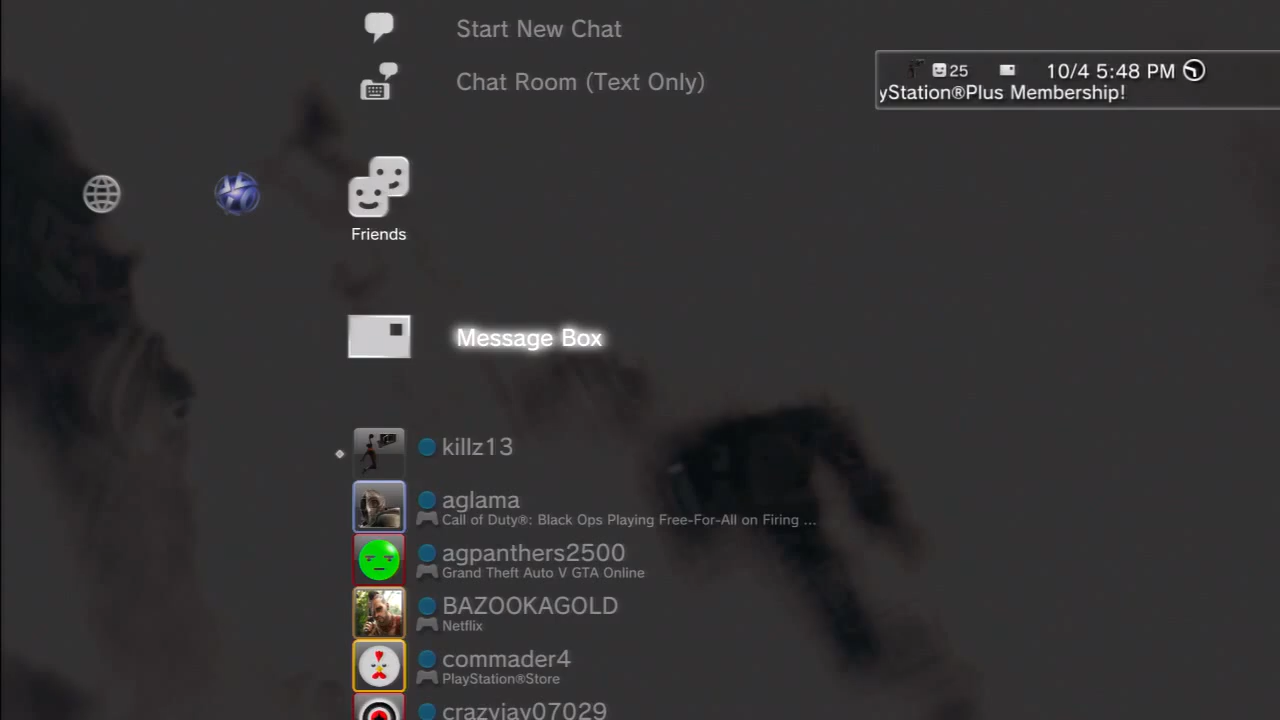 Start New Chat
Chat Room (Text Only)
25 10/4 5:48 PM
yStation®Plus Membership!
Friends
Message Box
killz13
aglama
Call of Duty®: Black Ops Playing Free-For-All on Firing ...
agpanthers2500
Grand Theft Auto V GTA Online
BAZOOKAGOLD
Netflix
commader4
PlayStation®Store
crazyjay07029